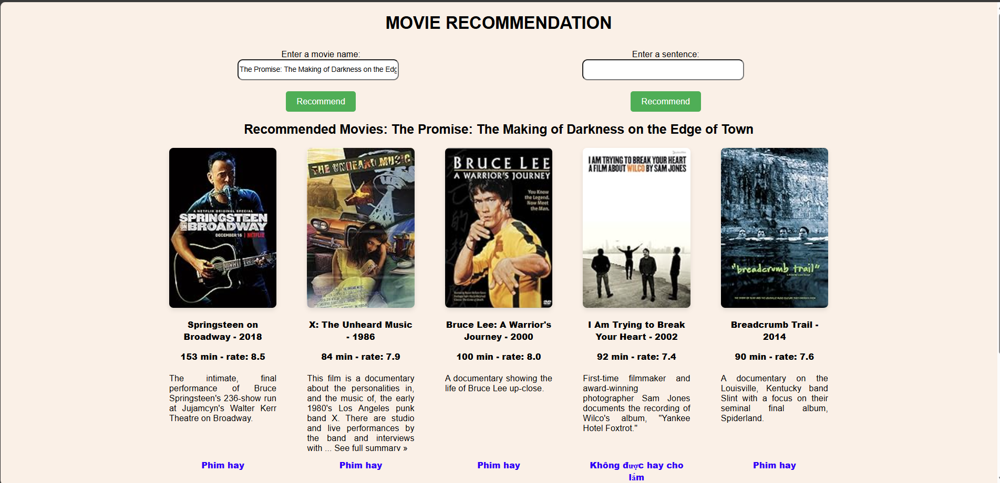 MOVIE RECOMMENDATION
Enter a movie name:
The Promise: The Making of Darkness on the Edg
Recommend
Enter a sentence:
Recommend
Recommended Movies: The Promise: The Making of Darkness on the Edge of Town
A NETFLIX ORIGINAL SPECIAL
SPRINGSTEEN
ON BROADWAY
DECEMBER 16 | NETFLIX
Springsteen on
Broadway - 2018
153 min - rate: 8.5
The intimate, final
performance of Bruce
Springsteen's 236-show run
at Jujamcyn's Walter Kerr
Theatre on Broadway.
Phim hay
THE UNHEARD MUSIC
X: The Unheard Music
- 1986
84 min - rate: 7.9
This film is a documentary
about the personalities in,
and the music of, the early
1980's Los Angeles punk
band X. There are studio
and live performances by
the band and interviews
with ... See full summary »
Phim hay
BRUCE LEE
A WARRIOR'S JOURNEY
You Know
the Legend,
Now Meet
the Man.
DVD
Bruce Lee: A Warrior's
Journey - 2000
100 min - rate: 8.0
A documentary showing the
life of Bruce Lee up-close.
Phim hay
I AM TRYING TO BREAK YOUR HEART
A FILM ABOUT WILCO BY SAM JONES
I Am Trying to Break
Your Heart - 2002
92 min - rate: 7.4
First-time filmmaker and
award-winning
photographer Sam Jones
documents the recording of
Wilco's album, "Yankee
Hotel Foxtrot."
Không được hay cho
lắm
"breadcrumb trail"
Breadcrumb Trail -
2014
90 min - rate: 7.6
A documentary on the
Louisville, Kentucky band
Slint with a focus on their
seminal final album,
Spiderland.
Phim hay